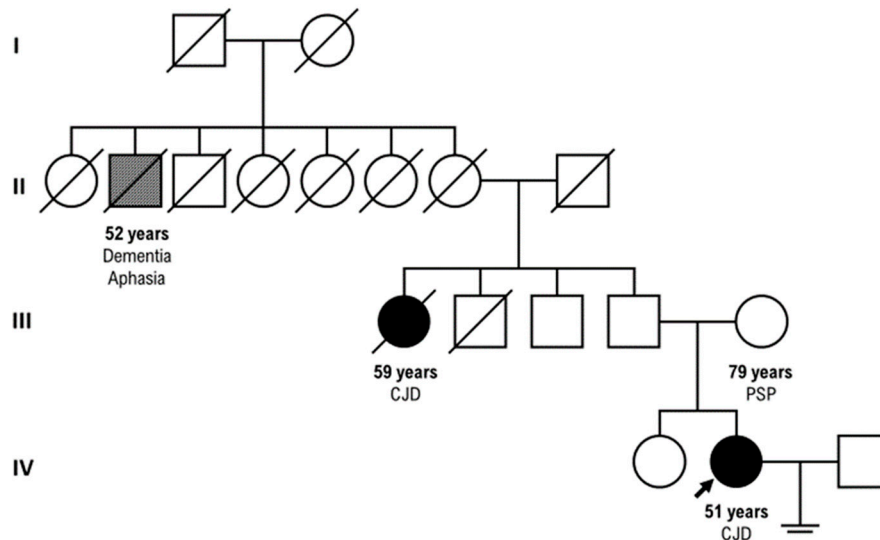 I
II
52 years
Dementia
Aphasia
III
59 years
CJD
79 years
PSP
IV
51 years
CJD